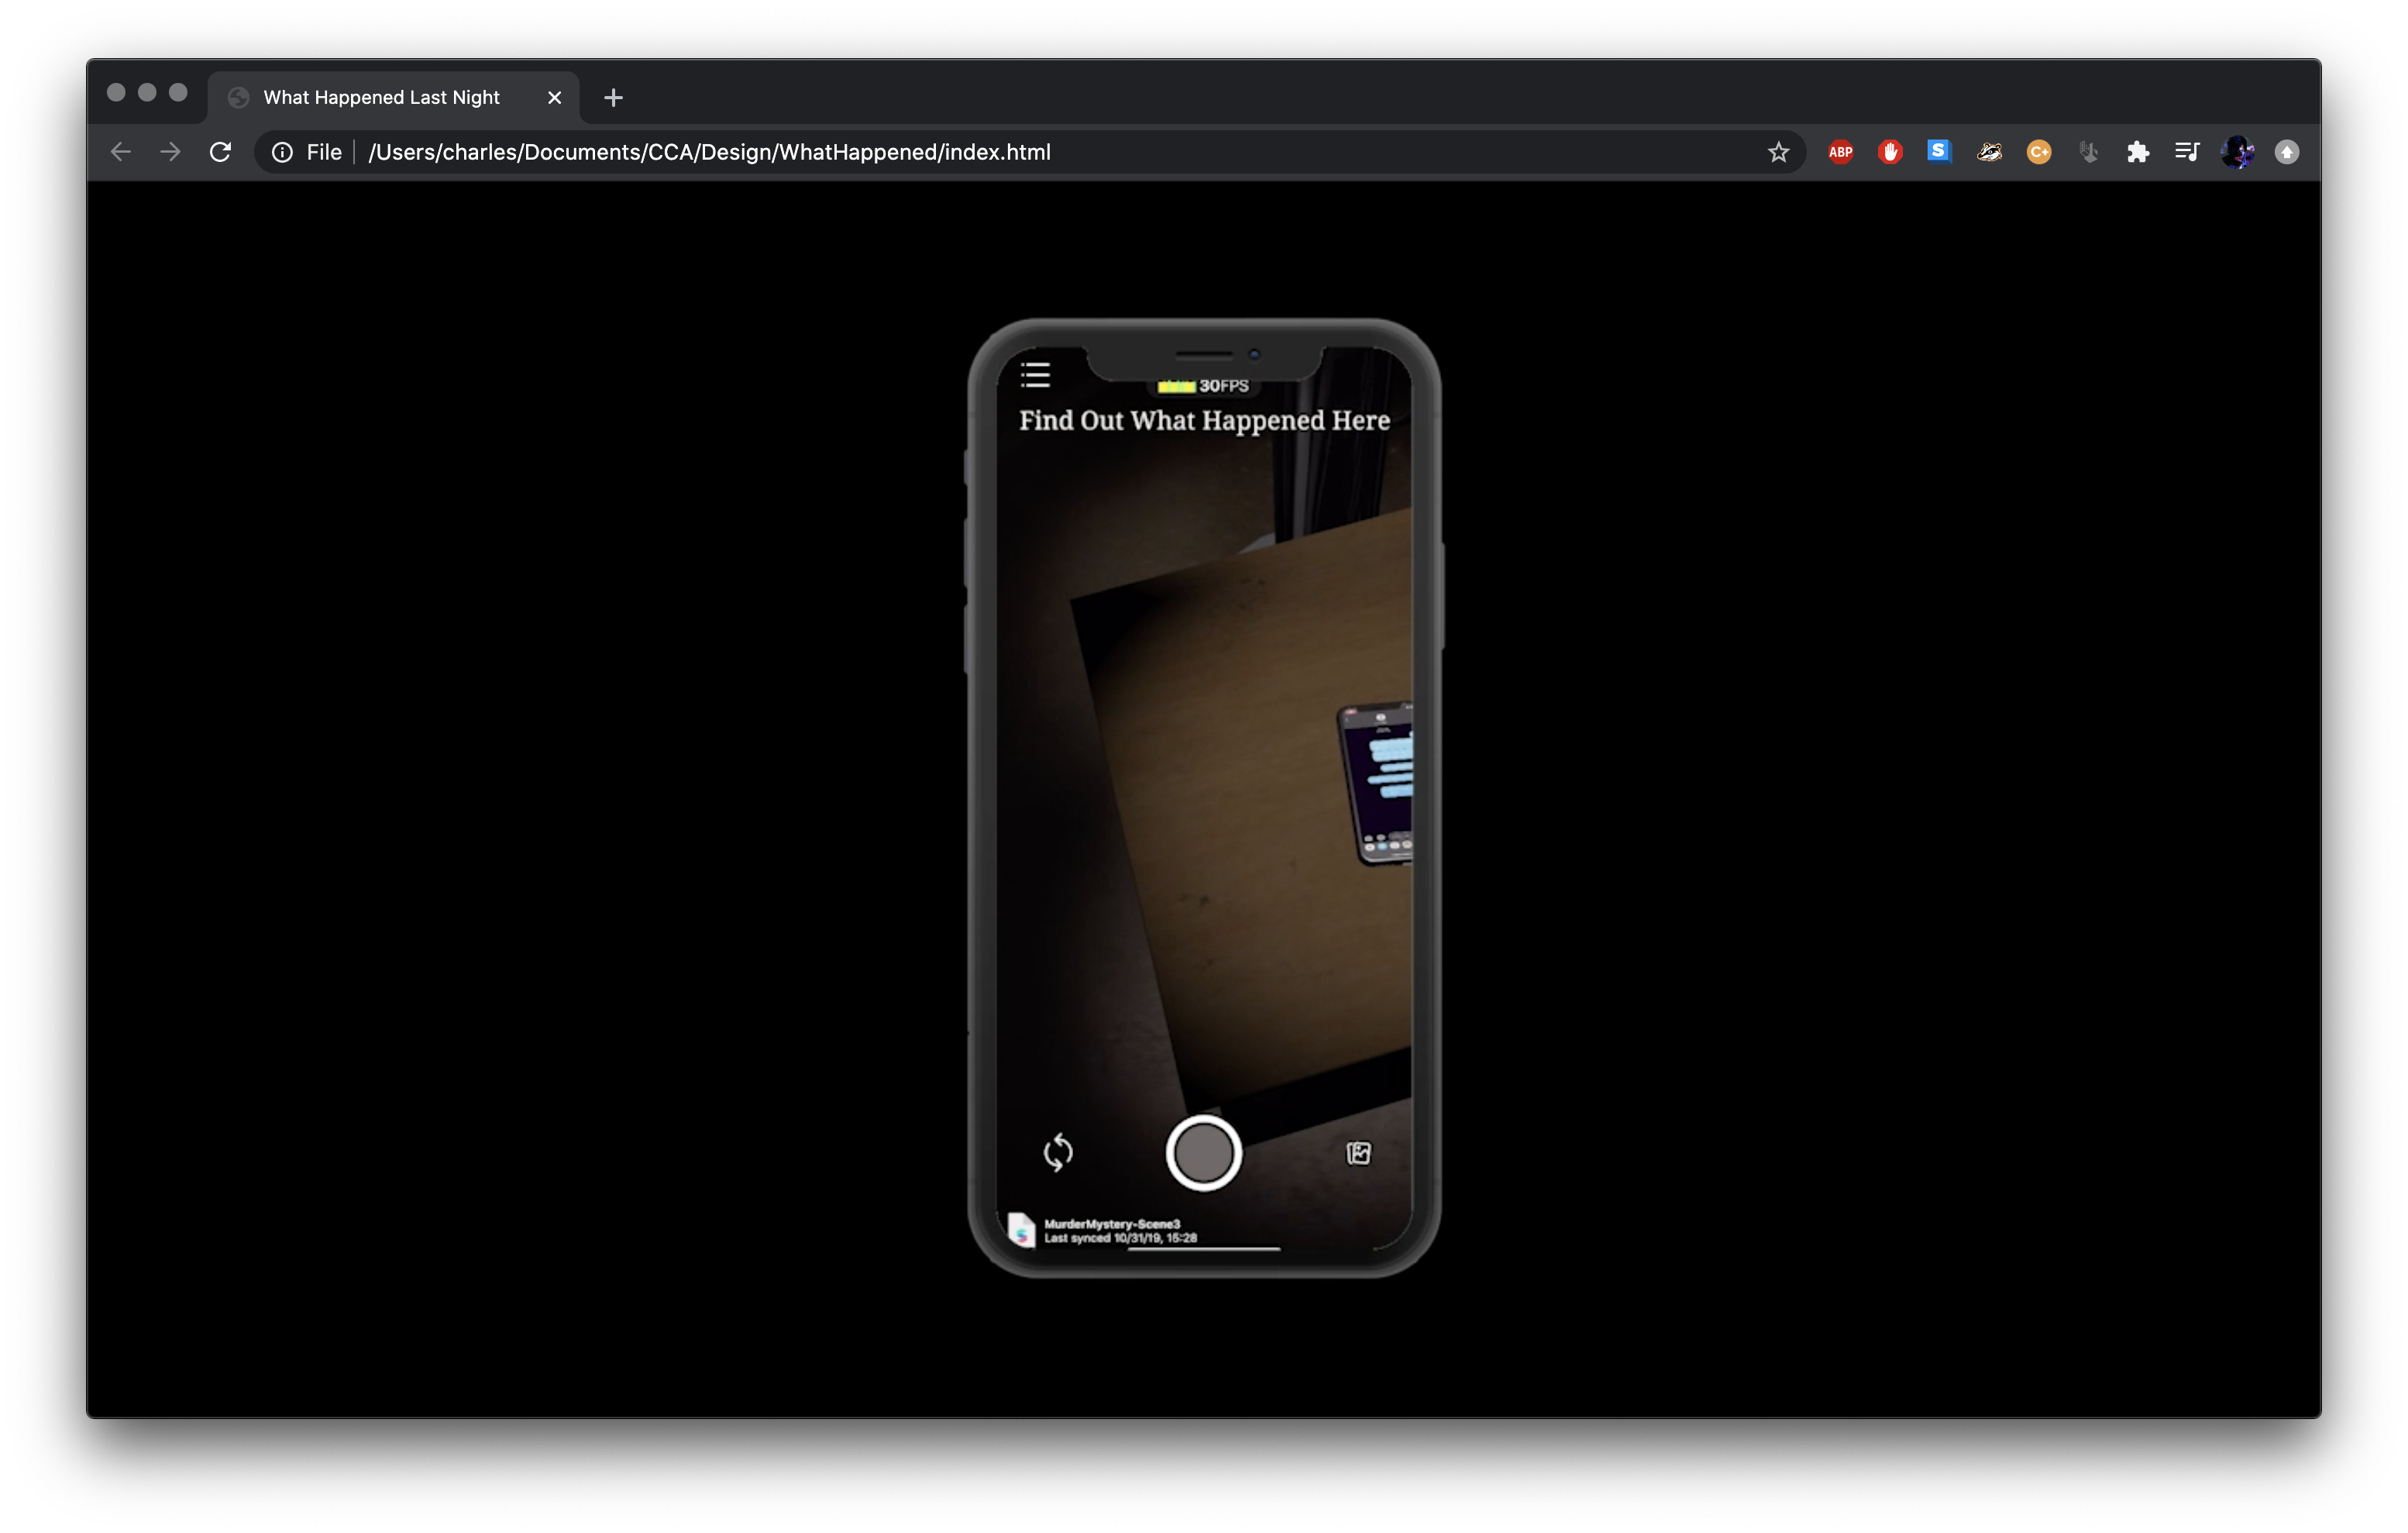 What Happened Last Night
File
/Users/charles/Documents/CCA/Design/WhatHappened/index.html
ABP
S
C+
30FPS
Find Out What Happened Here
MurderMystery-Scene3
Last synced 10/31/19, 15:28